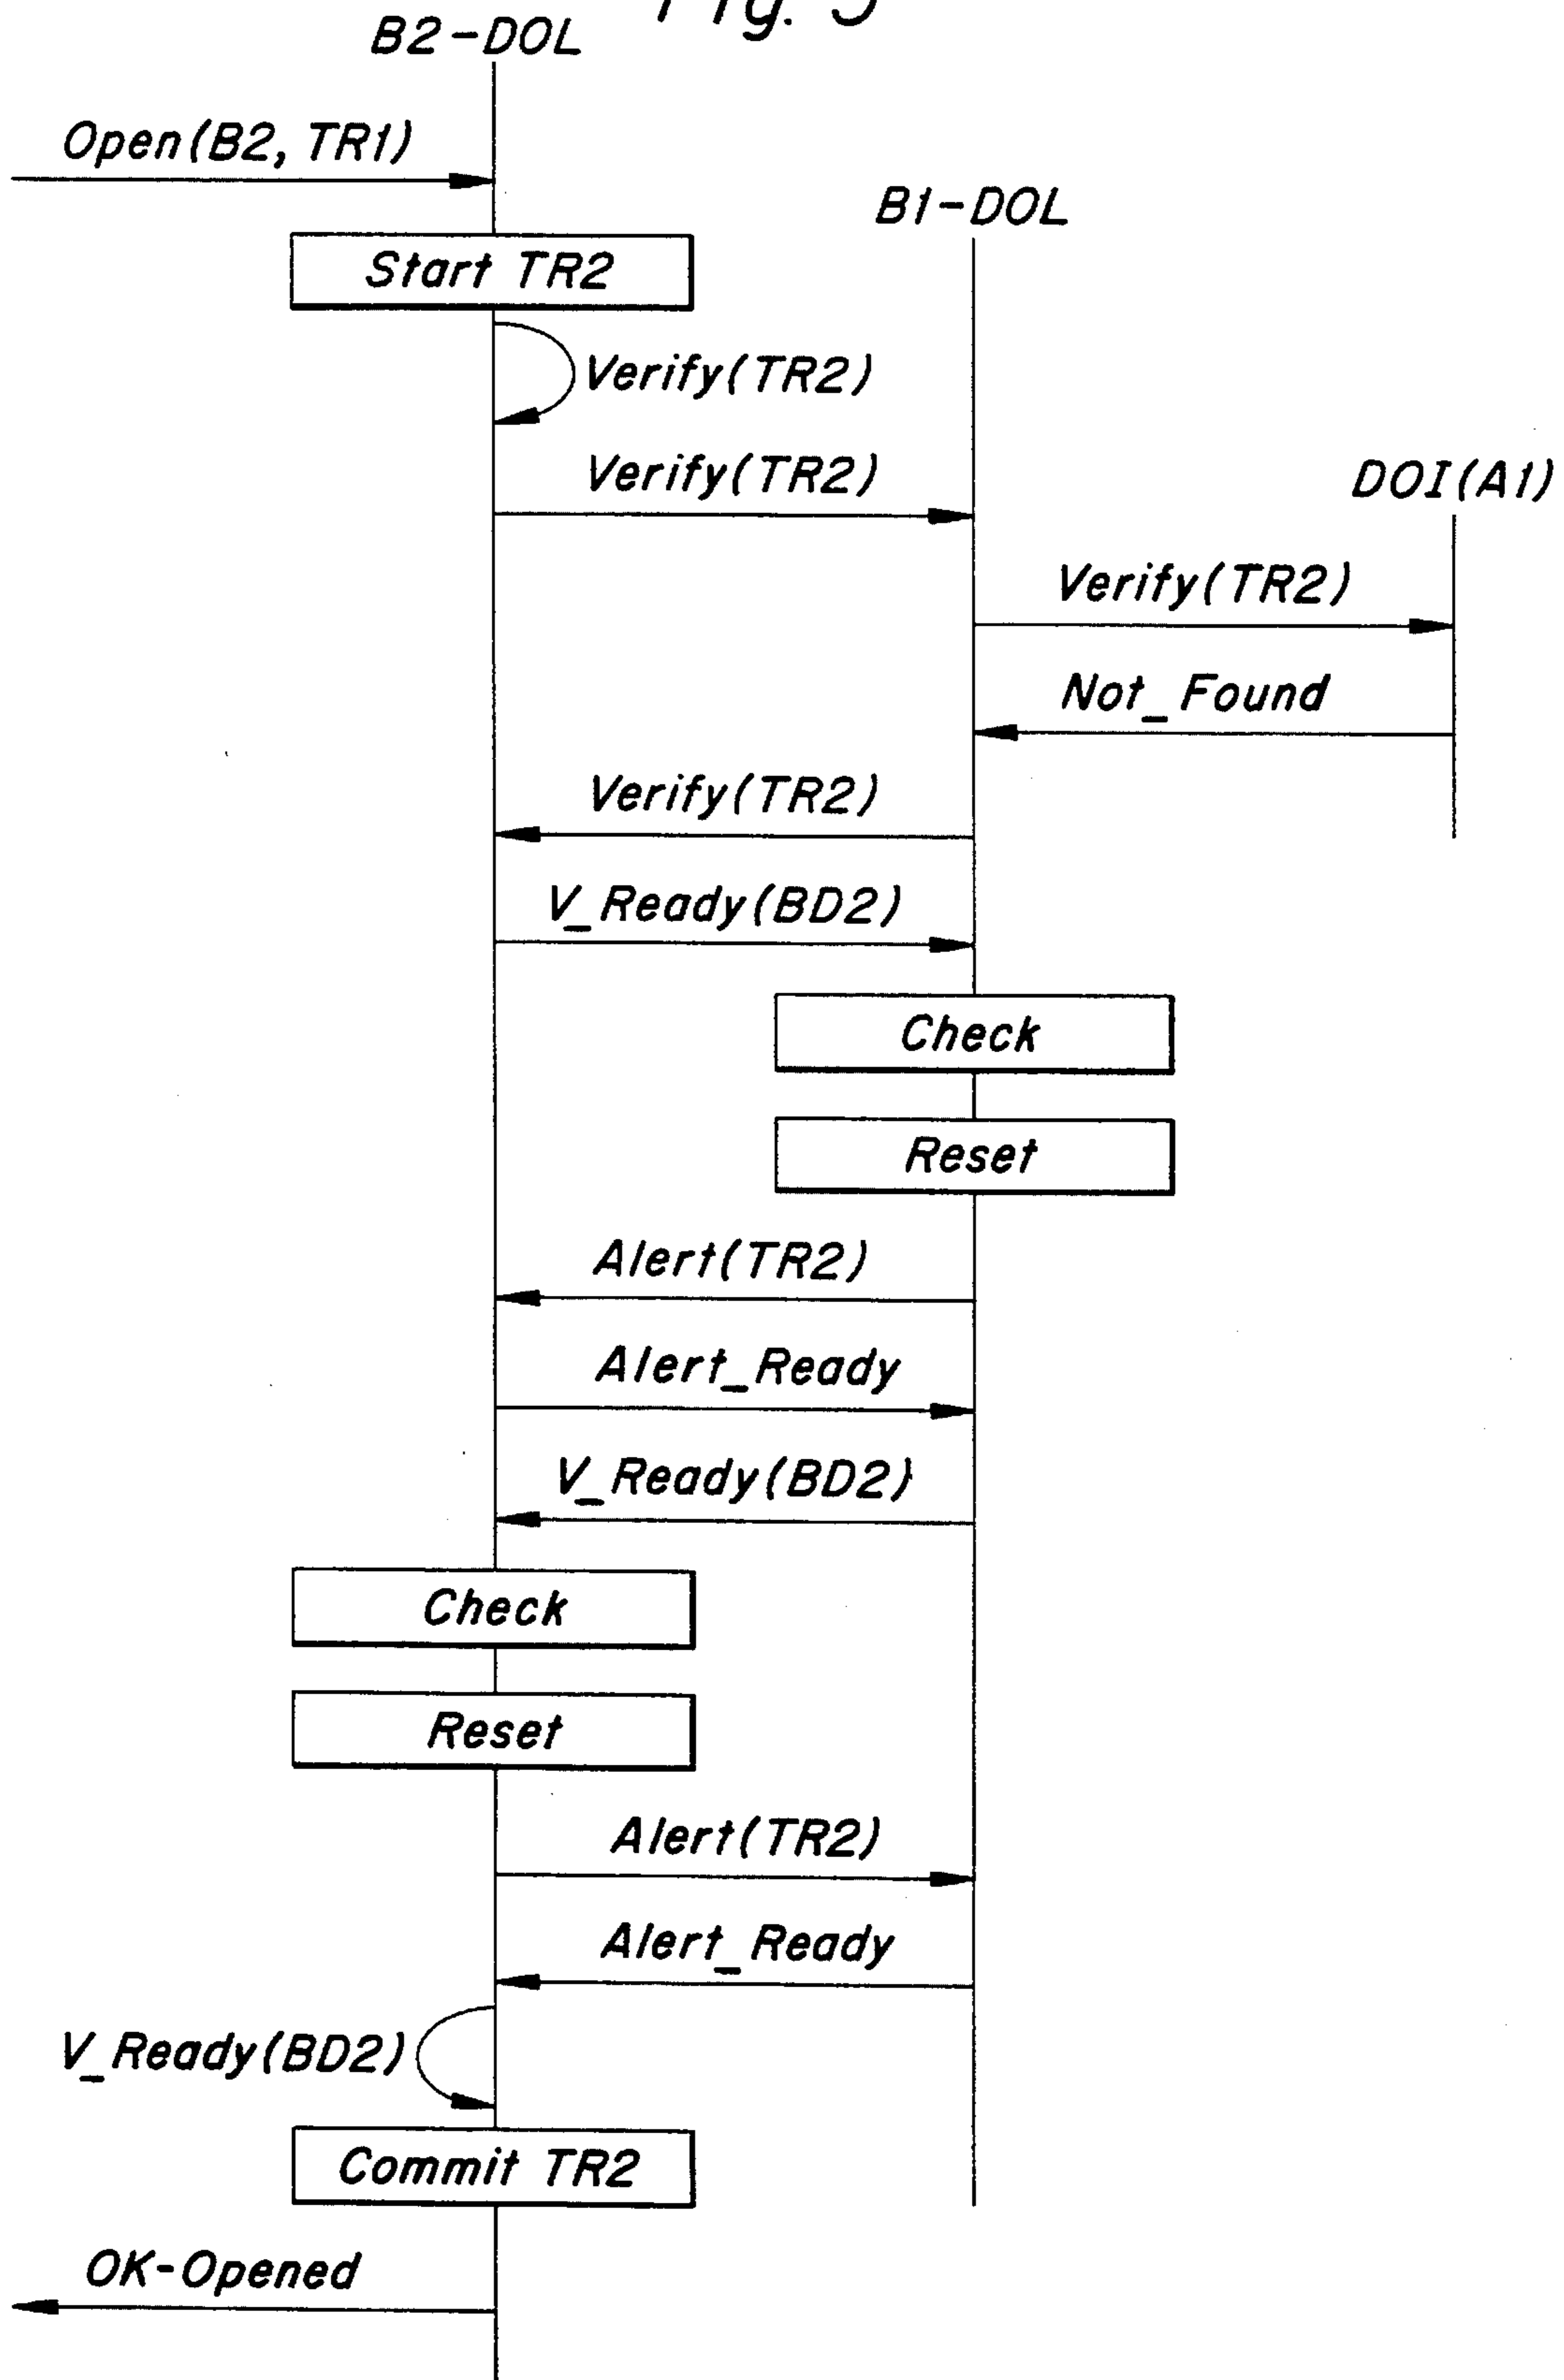 Fig. 5
B2-DOL
Open(B2, TR1)
B1-DOL
Start TR2
Verify(TR2)
Verify(TR2)
DOI(A1)
Verify(TR2)
Not_Found
Verify(TR2)
V_Ready(BD2)
Check
Reset
Alert(TR2)
Alert_Ready
V_Ready(BD2)
Check
Reset
Alert(TR2)
Alert_Ready
V_Ready(BD2)
Commit TR2
OK-Opened